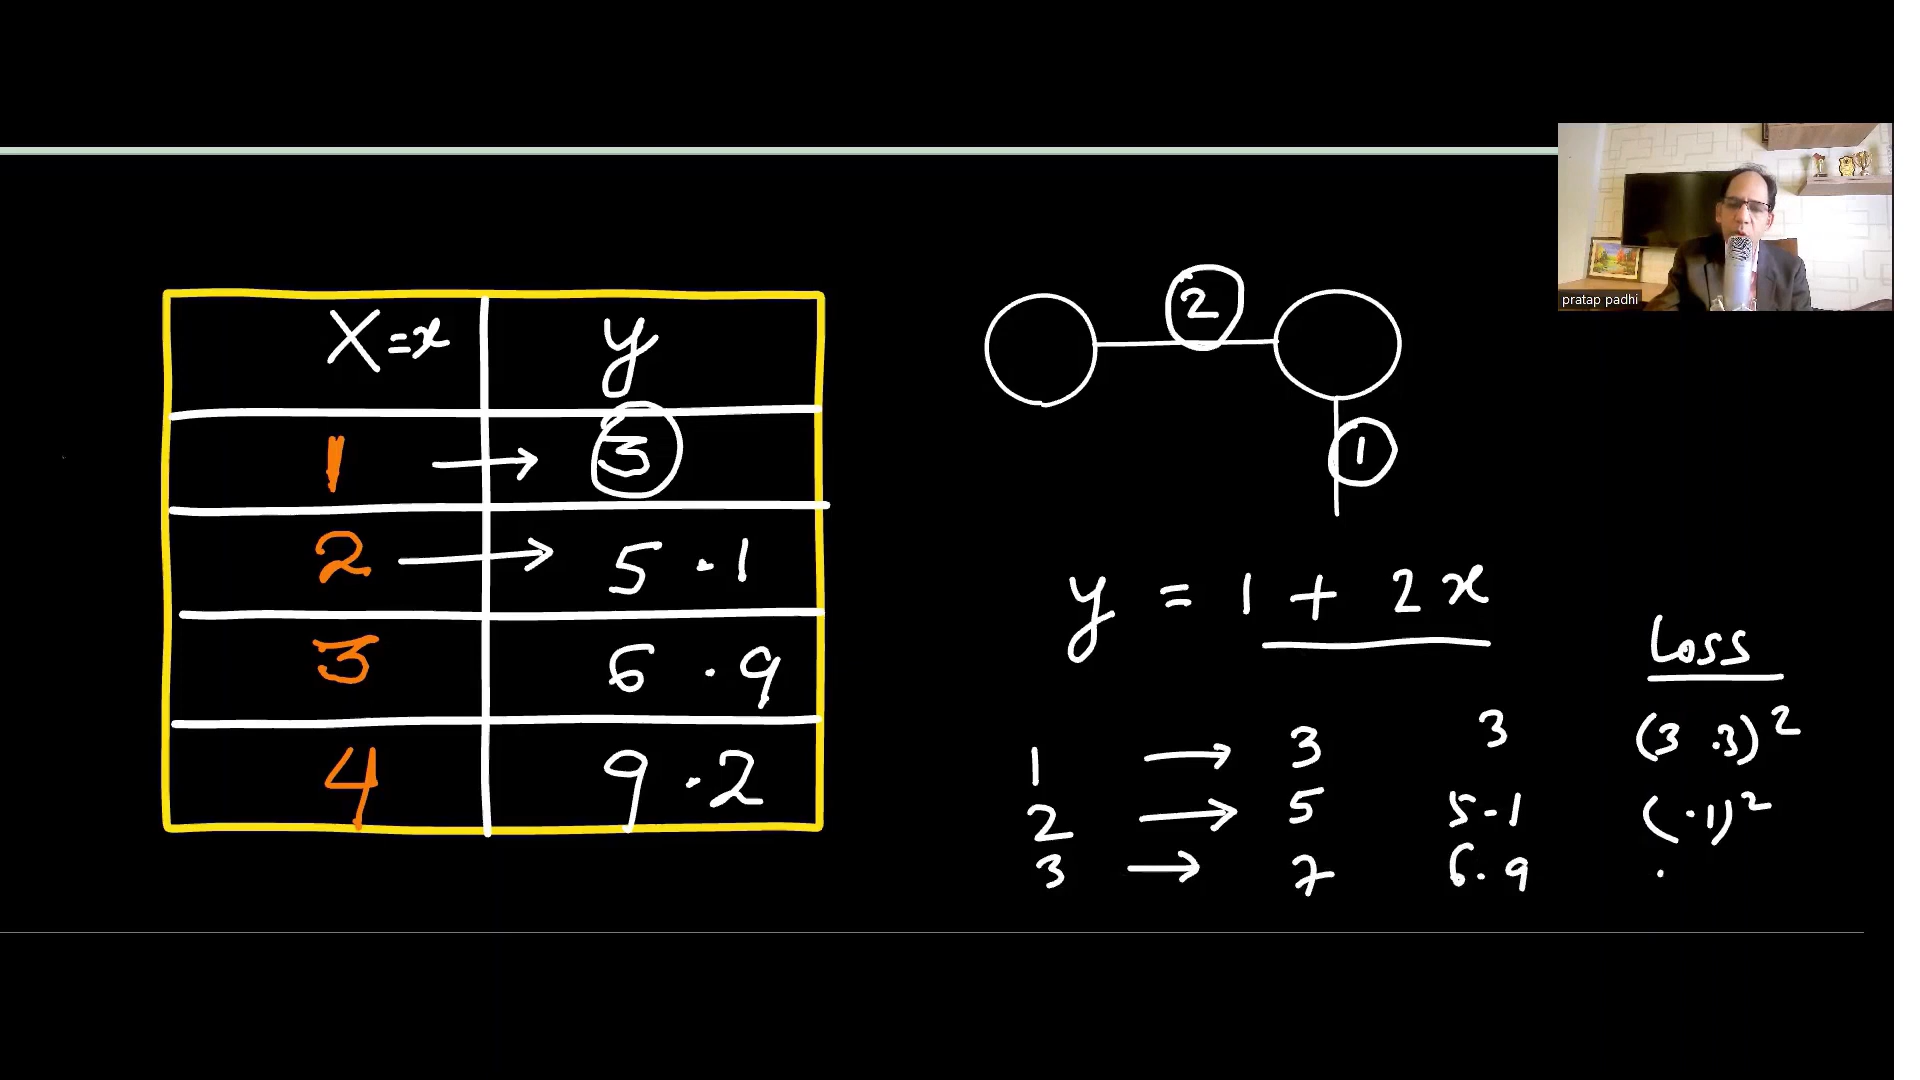 pratap padhi
X = x y
1 → 3
2 → 5.1
3 6.9
4 9.2
2
1
y = 1 + 2x
Loss
1 → 3 3 (3 .3)²
2 → 5 5.1 (.1)²
3 → 7 6.9 .